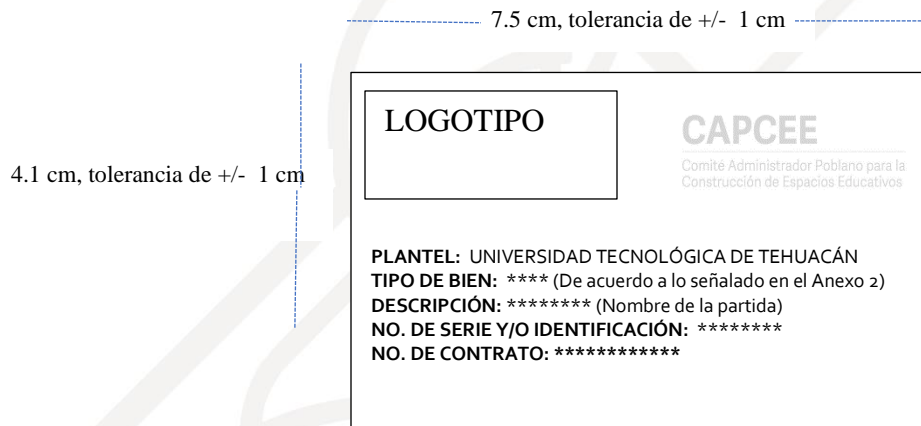 7.5 cm, tolerancia de +/- 1 cm
LOGOTIPO
CAPCEE
Comité Administrador Poblano para la
Construcción de Espacios Educativos
4.1 cm, tolerancia de +/- 1 cm
PLANTEL: UNIVERSIDAD TECNOLÓGICA DE TEHUACÁN
TIPO DE BIEN: **** (De acuerdo a lo señalado en el Anexo 2)
DESCRIPCIÓN: ******** (Nombre de la partida)
NO. DE SERIE Y/O IDENTIFICACIÓN: ********
NO. DE CONTRATO: ************